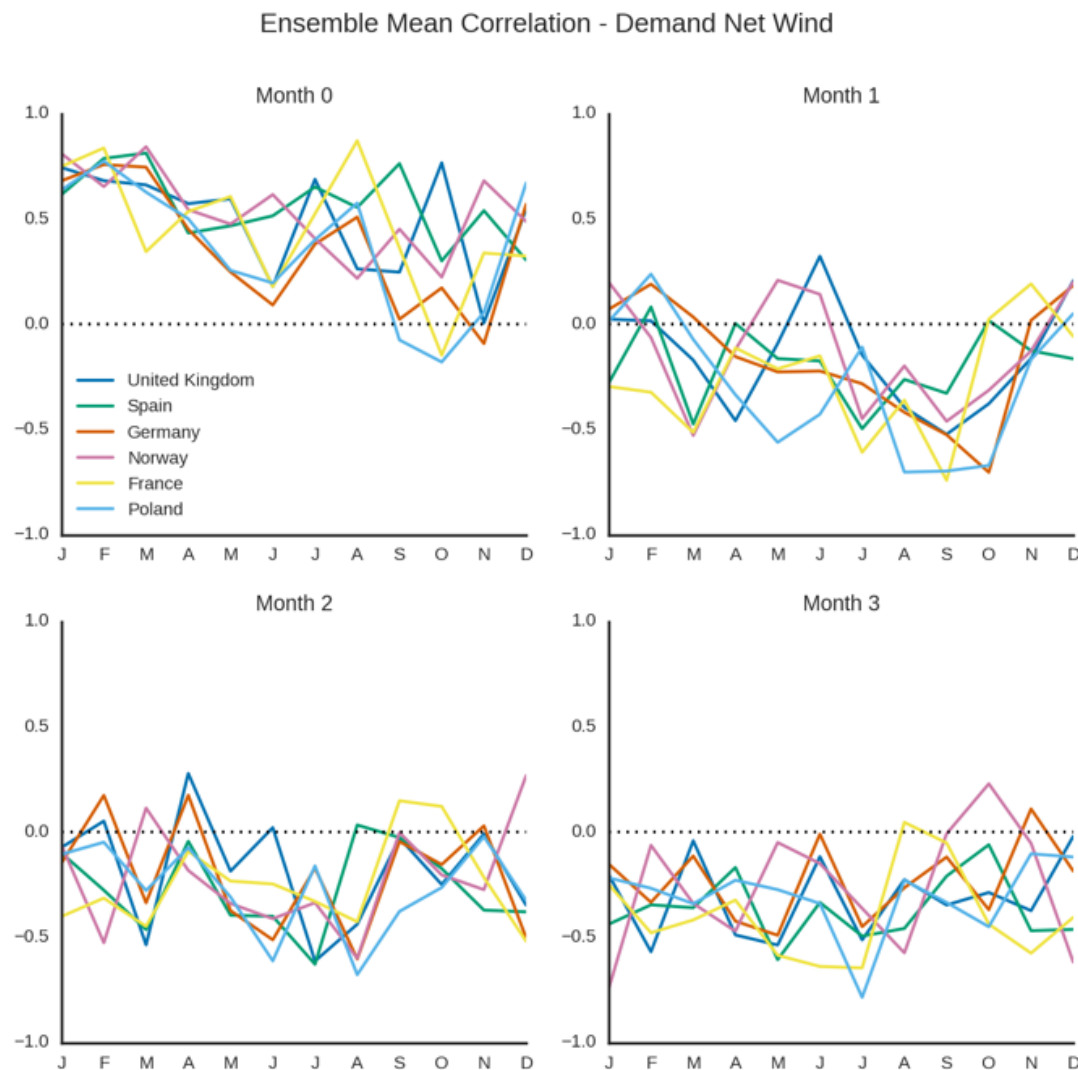 Ensemble Mean Correlation - Demand Net Wind
Month 0
1.0
0.5
0.0
−0.5
−1.0
United Kingdom
Spain
Germany
Norway
France
Poland
J F M A M J J A S O N D
Month 1
1.0
0.5
0.0
−0.5
−1.0
J F M A M J J A S O N D
Month 2
1.0
0.5
0.0
−0.5
−1.0
J F M A M J J A S O N D
Month 3
1.0
0.5
0.0
−0.5
−1.0
J F M A M J J A S O N D